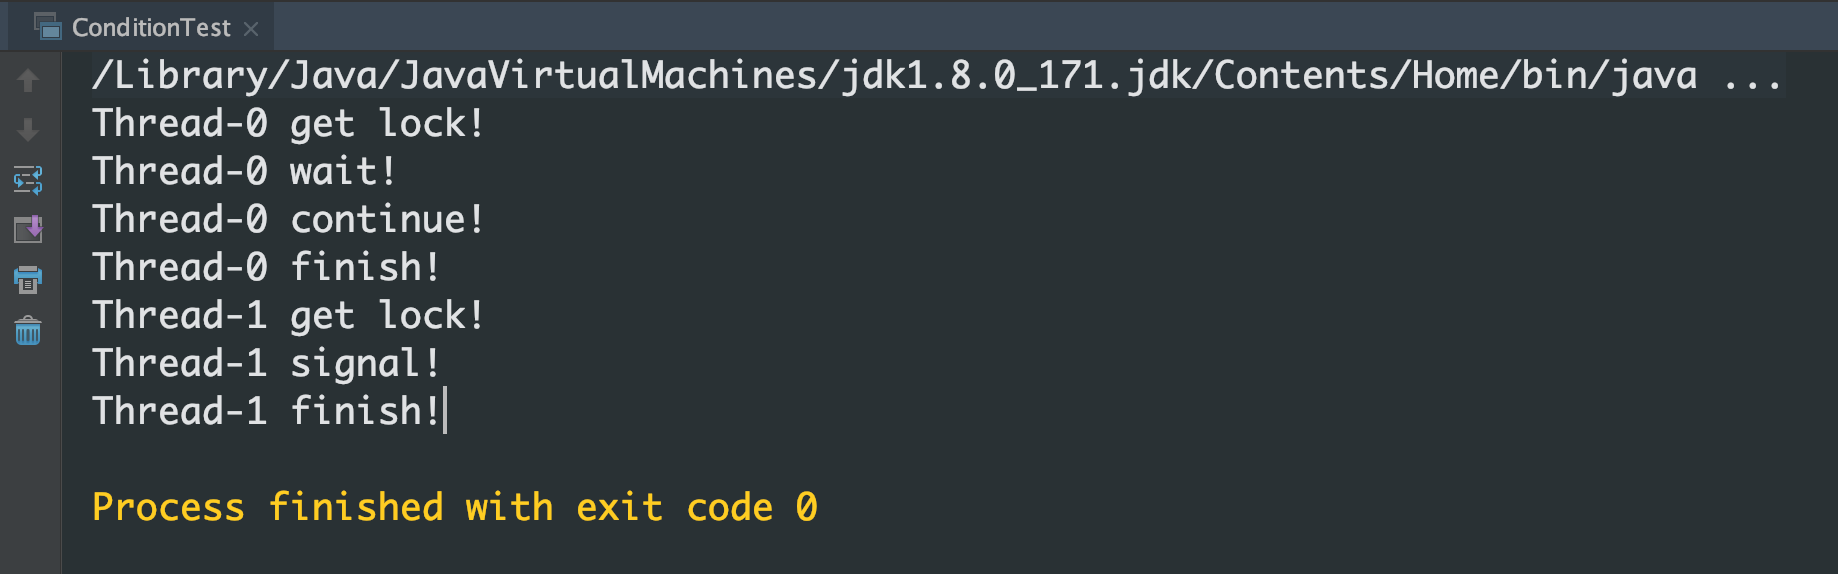 ConditionTest
/Library/Java/JavaVirtualMachines/jdk1.8.0_171.jdk/Contents/Home/bin/java ...
Thread-0 get lock!
Thread-0 wait!
Thread-0 continue!
Thread-0 finish!
Thread-1 get lock!
Thread-1 signal!
Thread-1 finish!
Process finished with exit code 0